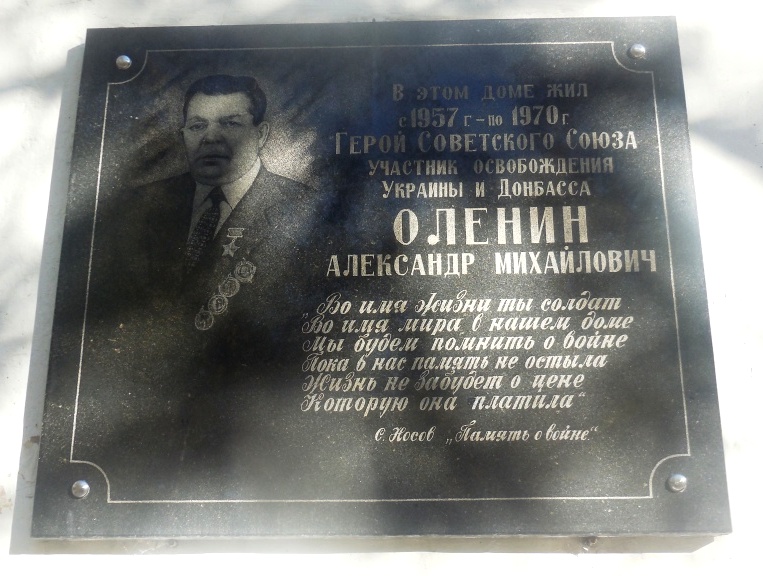 В этом доме жил
с 1957 г.-по 1970 г.
Герой Советского Союза
участник освобождения
Украины и Донбасса
ОЛЕНИН
Александр Михайлович
„Во имя Жизни ты солдат
Во имя мира в нашем доме
Мы будем помнить о войне
Пока в нас память не остыла
Жизнь не забудет о цене
Которую она платила“
С. Носов „Память о войне“